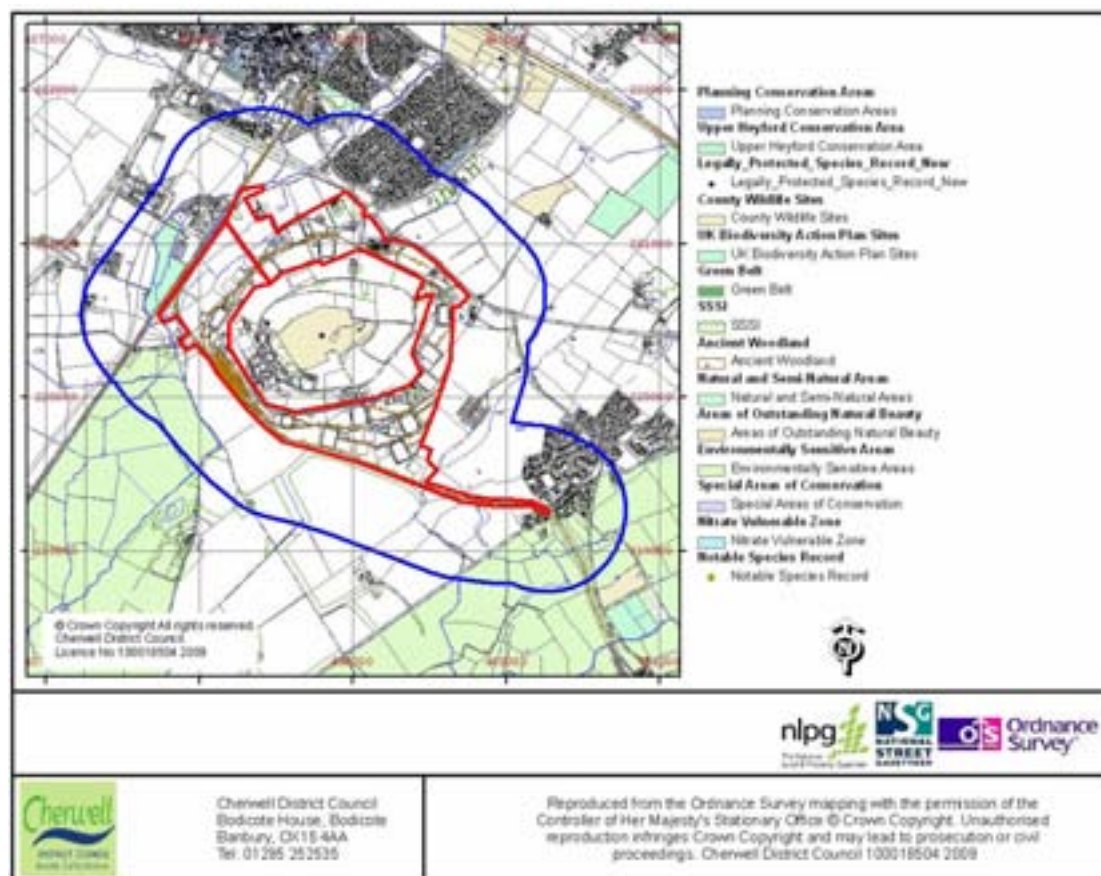 Planning Conservation Areas
Planning Conservation Areas
Upper Heyford Conservation Area
Upper Heyford Conservation Area
Legally_Protected_Species_Record_New
Legally_Protected_Species_Record_New
County Wildlife Sites
County Wildlife Sites
UK Biodiversity Action Plan Sites
UK Biodiversity Action Plan Sites
Green Belt
Green Belt
SSSI
SSSI
Ancient Woodland
Ancient Woodland
Natural and Semi-Natural Areas
Natural and Semi-Natural Areas
Areas of Outstanding Natural Beauty
Areas of Outstanding Natural Beauty
Environmentally Sensitive Areas
Environmentally Sensitive Areas
Special Areas of Conservation
Special Areas of Conservation
Nitrate Vulnerable Zone
Nitrate Vulnerable Zone
Notable Species Record
Notable Species Record
© Crown Copyright All rights reserved.
Cherwell District Council
Licence No 100018504 2009
N
nlpg
NSG
NATIONAL
STREET
GAZETTEER
OS Ordnance
Survey
Cherwell
DISTRICT COUNCIL
Cherwell District Council
Bodicote House, Bodicote
Banbury, OX15 4AA
Tel. 01295 252535
Reproduced from the Ordnance Survey mapping with the permission of the
Controller of Her Majesty's Stationary Office © Crown Copyright. Unauthorised
reproduction infringes Crown Copyright and may lead to prosecution or civil
proceedings. Cherwell District Council 100018504 2009